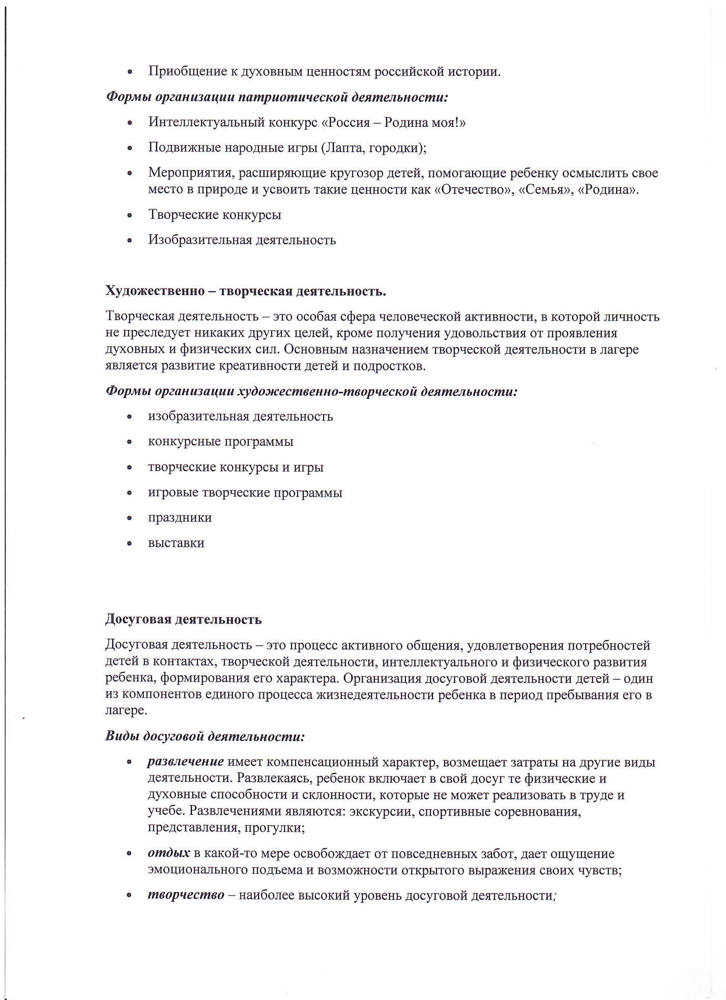 • Приобщение к духовным ценностям российской истории.
Формы организации патриотической деятельности:
• Интеллектуальный конкурс «Россия – Родина моя!»
• Подвижные народные игры (Лапта, городки);
• Мероприятия, расширяющие кругозор детей, помогающие ребенку осмыслить свое
место в природе и усвоить такие ценности как «Отечество», «Семья», «Родина».
• Творческие конкурсы
• Изобразительная деятельность
Художественно – творческая деятельность.
Творческая деятельность – это особая сфера человеческой активности, в которой личность
не преследует никаких других целей, кроме получения удовольствия от проявления
духовных и физических сил. Основным назначением творческой деятельности в лагере
является развитие креативности детей и подростков.
Формы организации художественно-творческой деятельности:
• изобразительная деятельность
• конкурсные программы
• творческие конкурсы и игры
• игровые творческие программы
• праздники
• выставки
Досуговая деятельность
Досуговая деятельность – это процесс активного общения, удовлетворения потребностей
детей в контактах, творческой деятельности, интеллектуального и физического развития
ребенка, формирования его характера. Организация досуговой деятельности детей – один
из компонентов единого процесса жизнедеятельности ребенка в период пребывания его в
лагере.
Виды досуговой деятельности:
• развлечение имеет компенсационный характер, возмещает затраты на другие виды
деятельности. Развлекаясь, ребенок включает в свой досуг те физические и
духовные способности и склонности, которые не может реализовать в труде и
учебе. Развлечениями являются: экскурсии, спортивные соревнования,
представления, прогулки;
• отдых в какой-то мере освобождает от повседневных забот, дает ощущение
эмоционального подъема и возможности открытого выражения своих чувств;
• творчество – наиболее высокий уровень досуговой деятельности;